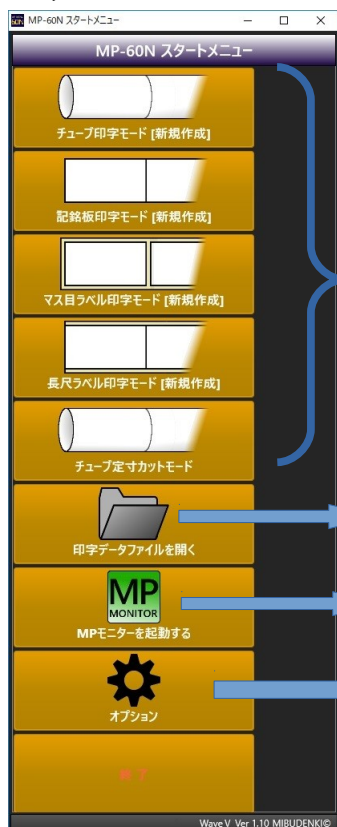 MP-60N スタートメニュー
MP-60N スタートメニュー
チューブ印字モード [新規作成]
記銘板印字モード [新規作成]
マス目ラベル印字モード [新規作成]
長尺ラベル印字モード [新規作成]
チューブ定寸カットモード
印字データファイルを開く
MP
MONITOR
MPモニターを起動する
オプション
終了
Wave V Ver 1.10 MIBUDENKI©